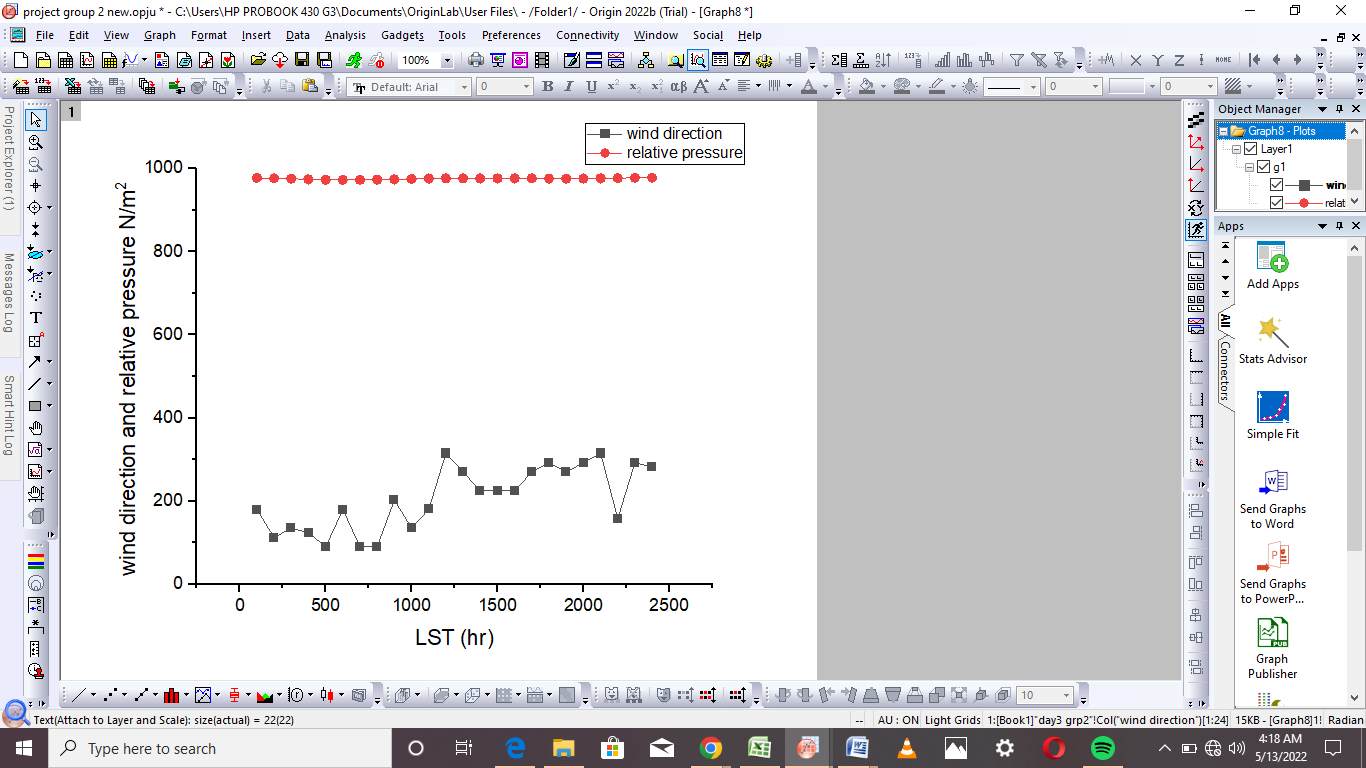 project group 2 new.opju * - C:\Users\HP PROBOOK 430 G3\Documents\OriginLab\User Files\ - /Folder1/ - Origin 2022b (Trial) - [Graph8 *]
File Edit View Graph Format Insert Data Analysis Gadgets Tools Preferences Connectivity Window Social Help
100%
X Y Z HOME
Default: Arial 0 B I U αβ A A 0 0
Project Explorer (1)
Messages Log
Smart Hint Log
1
wind direction
relative pressure
wind direction and relative pressure N/m²
1000
800
600
400
200
0
0 500 1000 1500 2000 2500
LST (hr)
Object Manager
Graph8 - Plots
Layer1
g1
relat
Apps
All
Connectors
Add Apps
Stats Advisor
Simple Fit
Send Graphs
to Word
Send Graphs
to PowerP...
Graph
Publisher
10
Text(Attach to Layer and Scale): size(actual) = 22(22)
-- AU : ON Light Grids 1:[Book1]"day3 grp2"!Col("wind direction")[1:24] 15KB - [Graph8]1! Radian
Type here to search
4:18 AM
5/13/2022